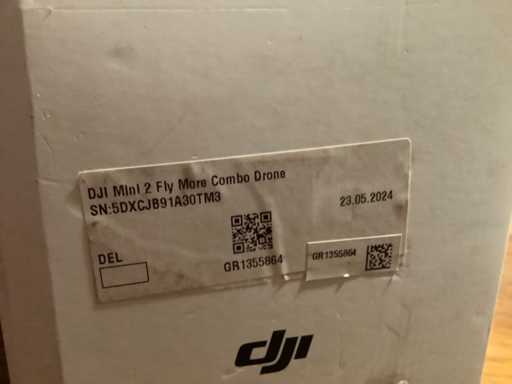 DJI Mini 2 Fly More Combo Drone
SN:5DXCJB91A30TM3
23.05.2024
DEL
GR1355864
GR1355864
dji